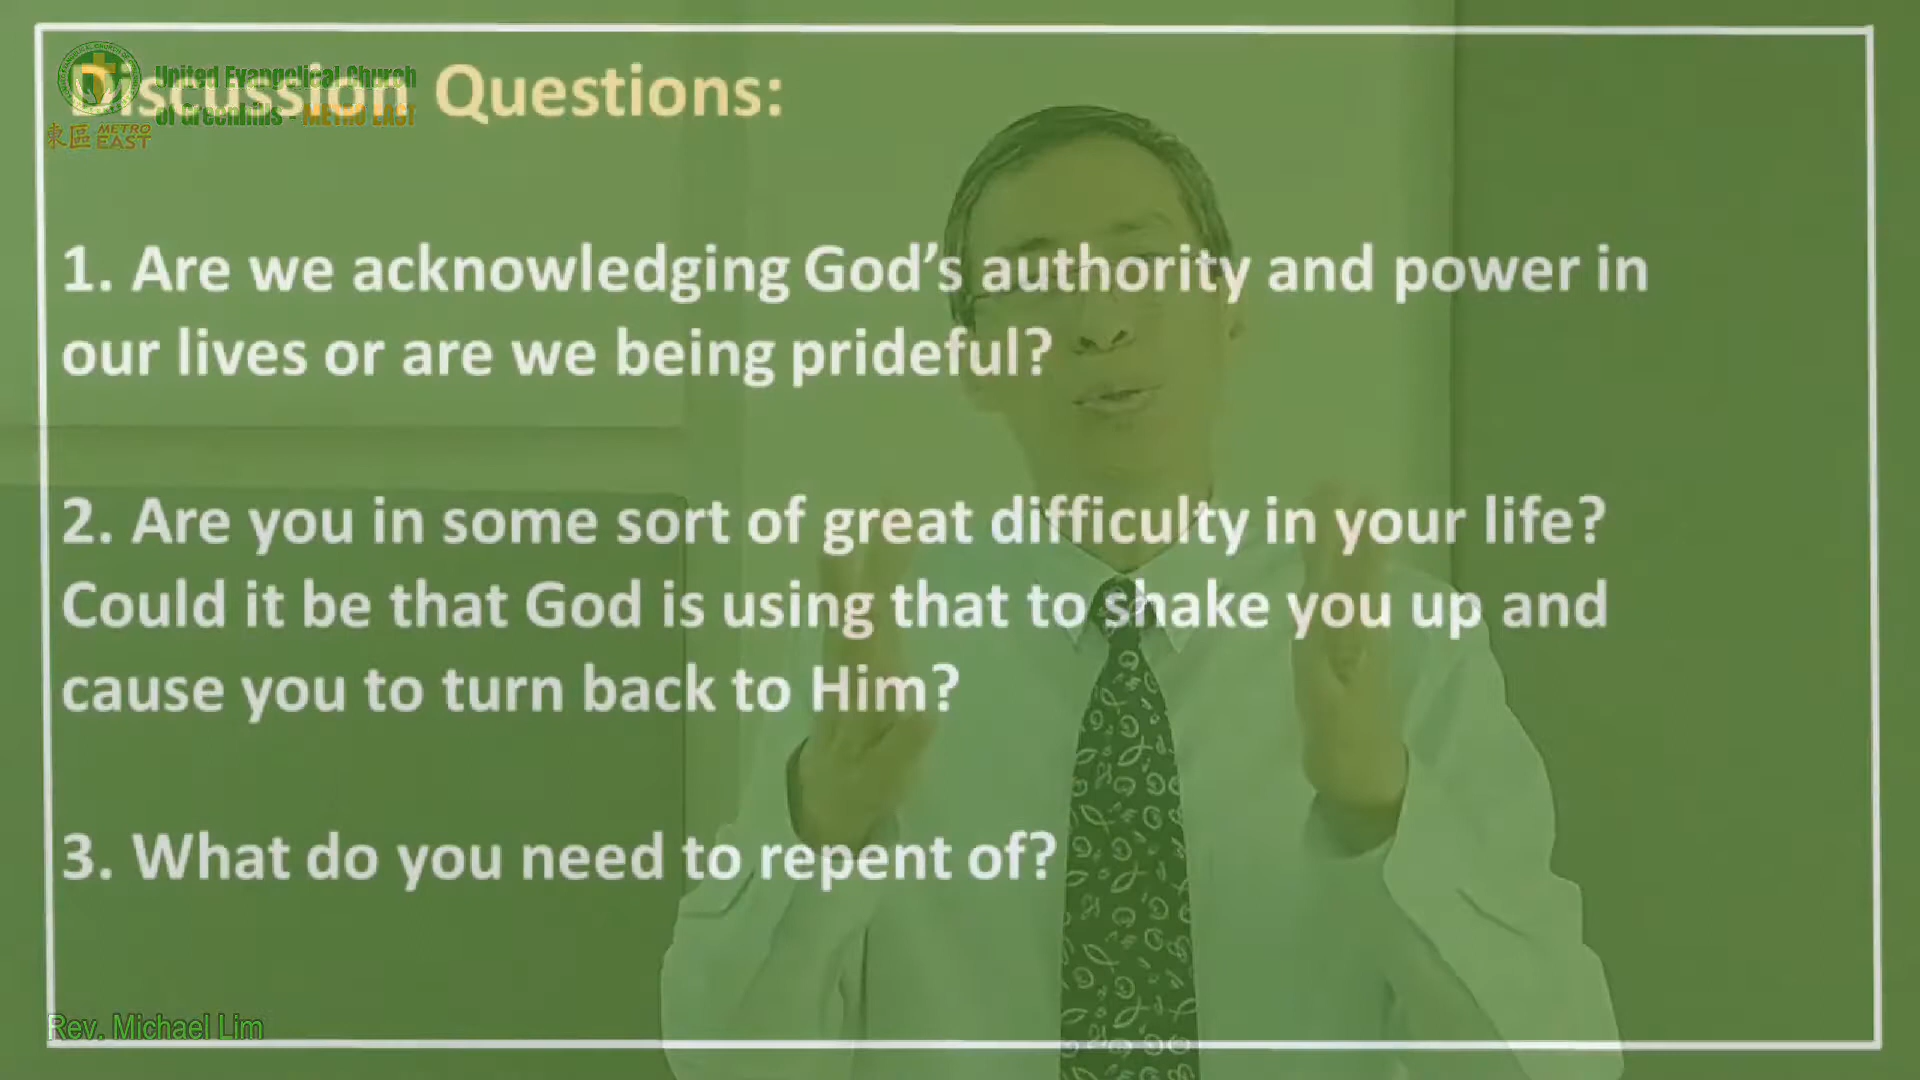 United Evangelical Church
of Greenhills - METRO EAST
東區 METRO EAST
Discussion Questions:
1. Are we acknowledging God's authority and power in
our lives or are we being prideful?
2. Are you in some sort of great difficulty in your life?
Could it be that God is using that to shake you up and
cause you to turn back to Him?
3. What do you need to repent of?
Rev. Michael Lim